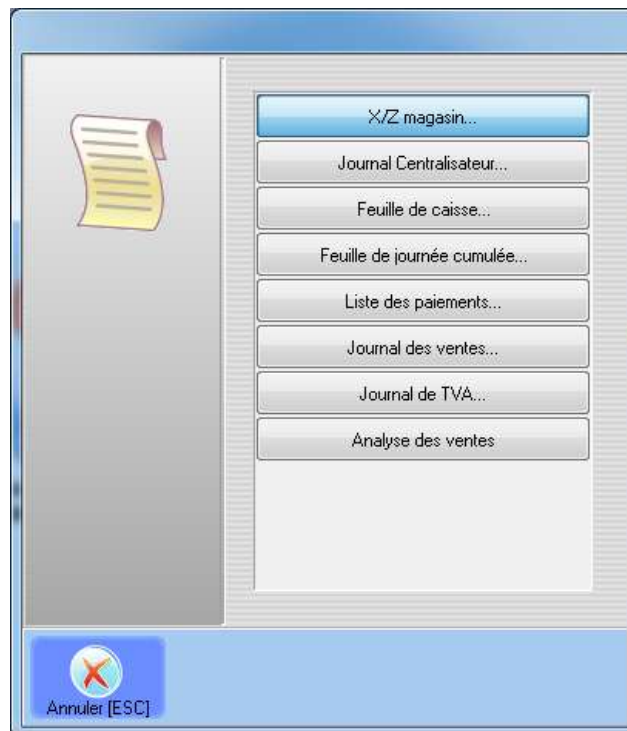 X/Z magasin...
Journal Centralisateur...
Feuille de caisse...
Feuille de journée cumulée...
Liste des paiements...
Journal des ventes...
Journal de TVA...
Analyse des ventes
Annuler [ESC]